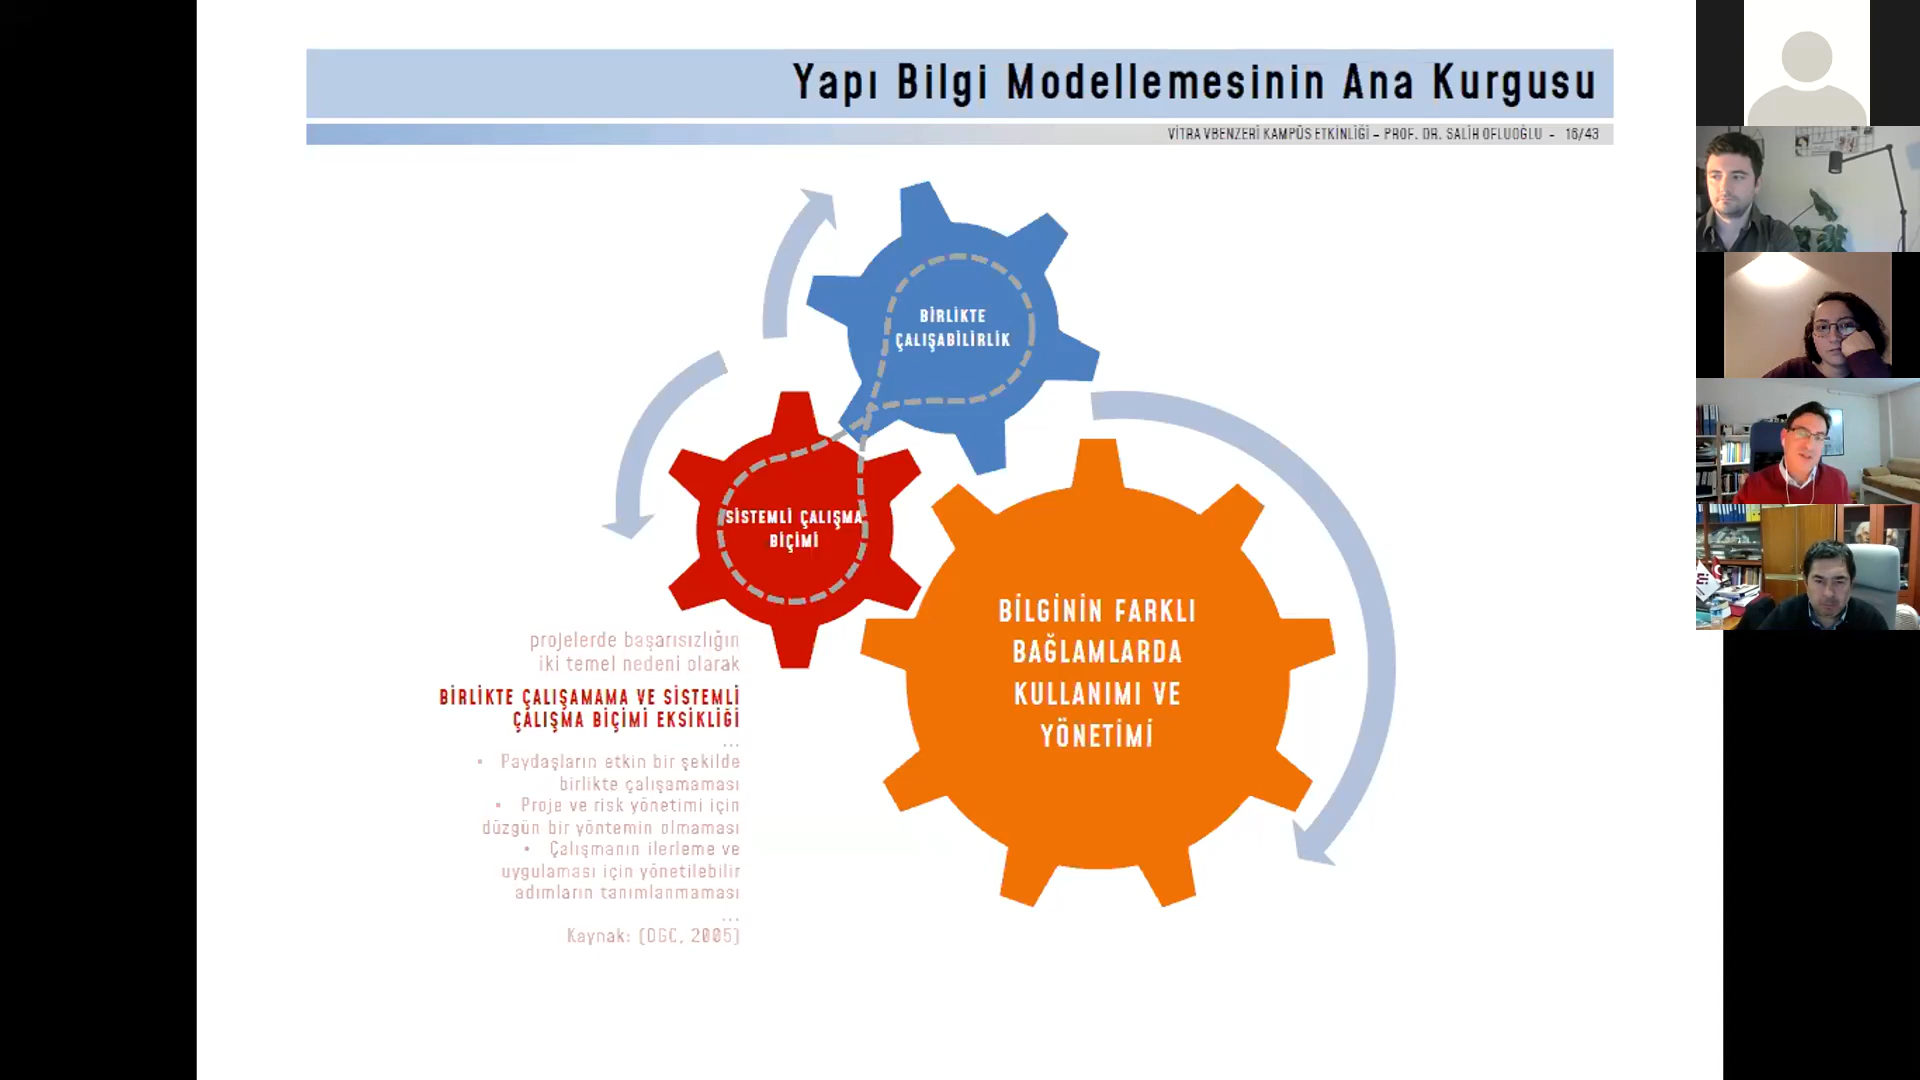 Yapı Bilgi Modellemesinin Ana Kurgusu
VİTRA VBENZERİ KAMPÜS ETKİNLİĞİ – PROF. DR. SALİH OFLUOĞLU - 16/43
BİRLİKTE
ÇALIŞABİLİRLİK
SİSTEMLİ ÇALIŞMA
BİÇİMİ
BİLGİNİN FARKLI
BAĞLAMLARDA
KULLANIMI VE
YÖNETİMİ
projelerde başarısızlığın
iki temel nedeni olarak
BİRLİKTE ÇALIŞAMAMA VE SİSTEMLİ
ÇALIŞMA BİÇİMİ EKSİKLİĞİ
...
• Paydaşların etkin bir şekilde
birlikte çalışamaması
• Proje ve risk yönetimi için
düzgün bir yöntemin olmaması
• Çalışmanın ilerleme ve
uygulaması için yönetilebilir
adımların tanımlanmaması
...
Kaynak: (OGC, 2005)